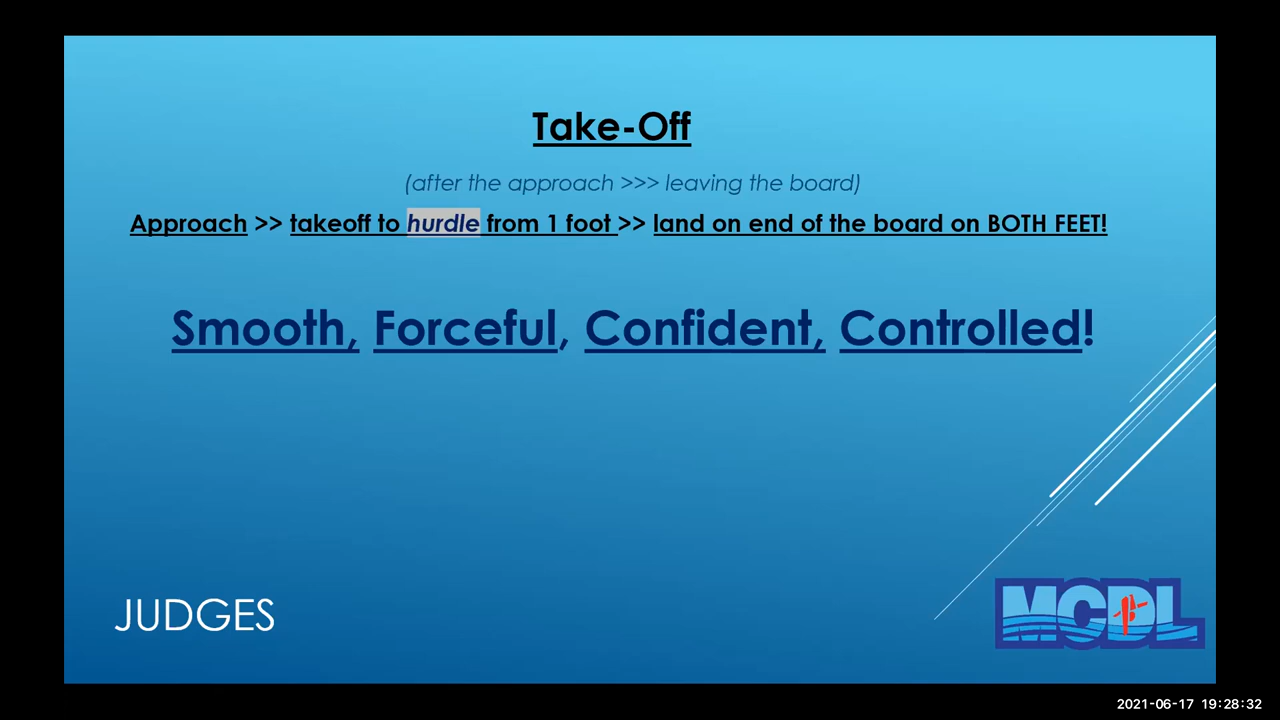 Take-Off
(after the approach >>> leaving the board)
Approach >> takeoff to hurdle from 1 foot >> land on end of the board on BOTH FEET!
Smooth, Forceful, Confident, Controlled!
JUDGES
MCDL
2021-06-17 19:28:32